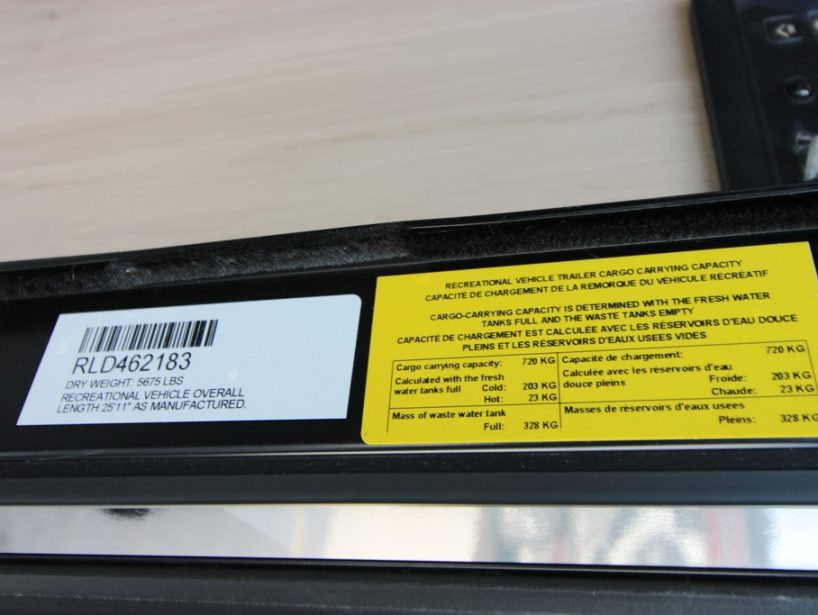 RLD462183
DRY WEIGHT: 5675 LBS
RECREATIONAL VEHICLE OVERALL
LENGTH 25'11" AS MANUFACTURED.
RECREATIONAL VEHICLE TRAILER CARGO CARRYING CAPACITY
CAPACITÉ DE CHARGEMENT DE LA REMORQUE DU VÉHICULE RÉCRÉATIF
CARGO-CARRYING CAPACITY IS DETERMINED WITH THE FRESH WATER
TANKS FULL AND THE WASTE TANKS EMPTY
CAPACITÉ DE CHARGEMENT EST CALCULÉE AVEC LES RÉSERVOIRS D'EAU DOUCE
PLEINS ET LES RÉSERVOIRS D'EAUX USEES VIDES
Cargo carrying capacity: 720 KG
Calculated with the fresh
water tanks full Cold: 203 KG
Hot: 23 KG
Mass of waste water tank
Full: 328 KG
Capacité de chargement: 720 KG
Calculée avec les réservoirs d'eau
douce pleins Froide: 203 KG
Chaude: 23 KG
Masses de réservoirs d'eaux usees
Pleins: 328 KG